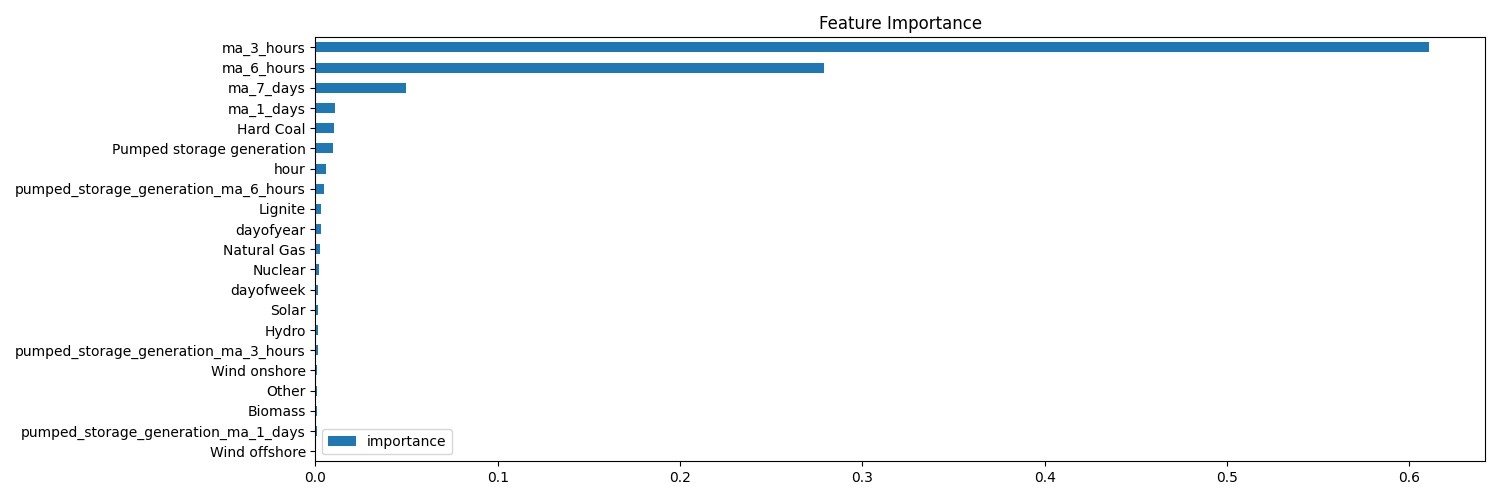 Feature Importance
ma_3_hours
ma_6_hours
ma_7_days
ma_1_days
Hard Coal
Pumped storage generation
hour
pumped_storage_generation_ma_6_hours
Lignite
dayofyear
Natural Gas
Nuclear
dayofweek
Solar
Hydro
pumped_storage_generation_ma_3_hours
Wind onshore
Other
Biomass
pumped_storage_generation_ma_1_days
Wind offshore
importance
0.0 0.1 0.2 0.3 0.4 0.5 0.6